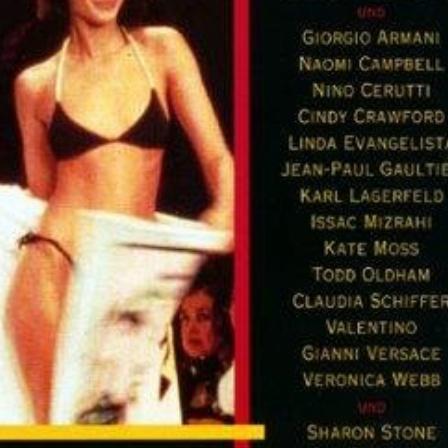 UND
GIORGIO ARMANI
NAOMI CAMPBELL
NINO CERUTTI
CINDY CRAWFORD
LINDA EVANGELISTA
JEAN-PAUL GAULTIE
KARL LAGERFELD
ISSAC MIZRAHI
KATE MOSS
TODD OLDHAM
CLAUDIA SCHIFFER
VALENTINO
GIANNI VERSACE
VERONICA WEBB
UND
SHARON STONE